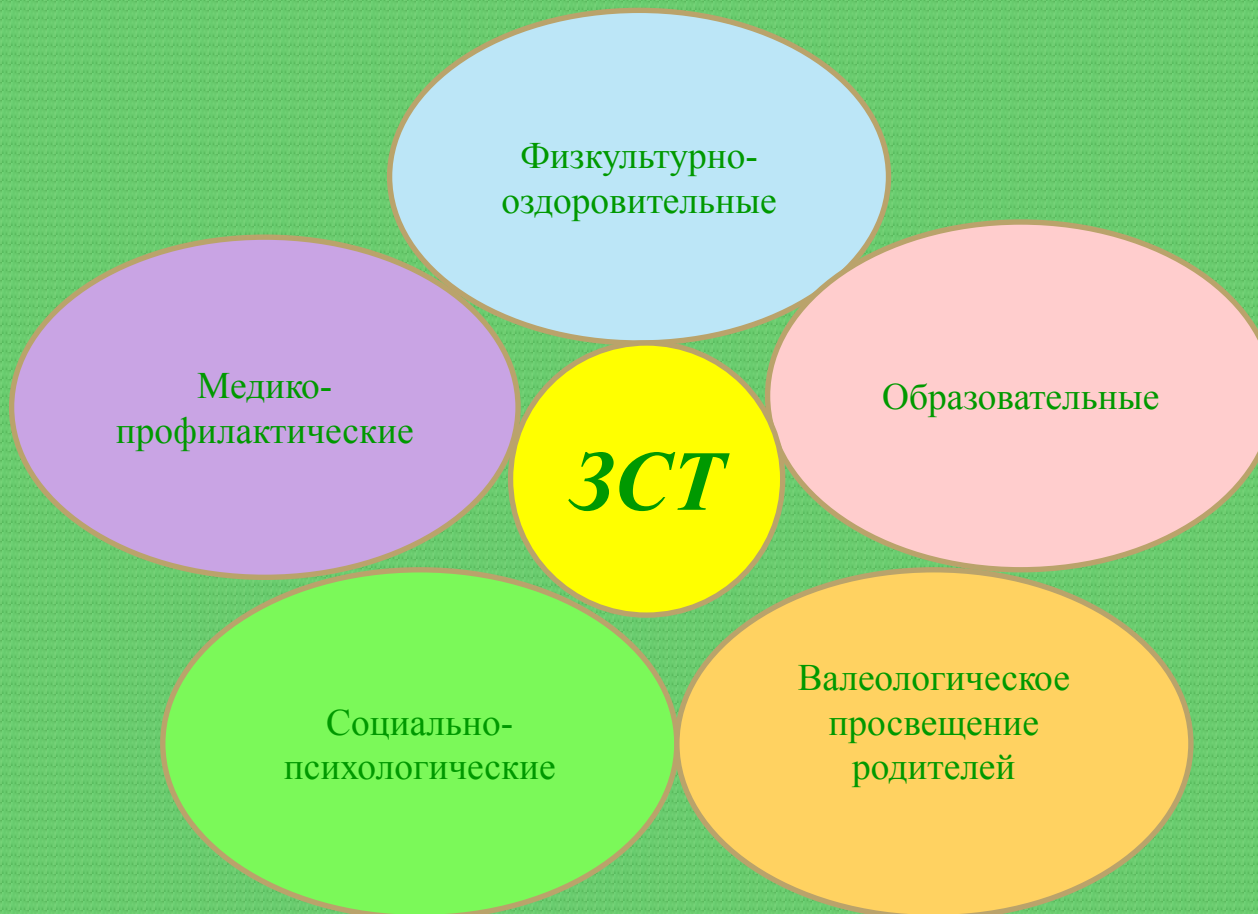 Физкультурно-
оздоровительные
Медико-
профилактические
Образовательные
ЗСТ
Социально-
психологические
Валеологическое
просвещение
родителей